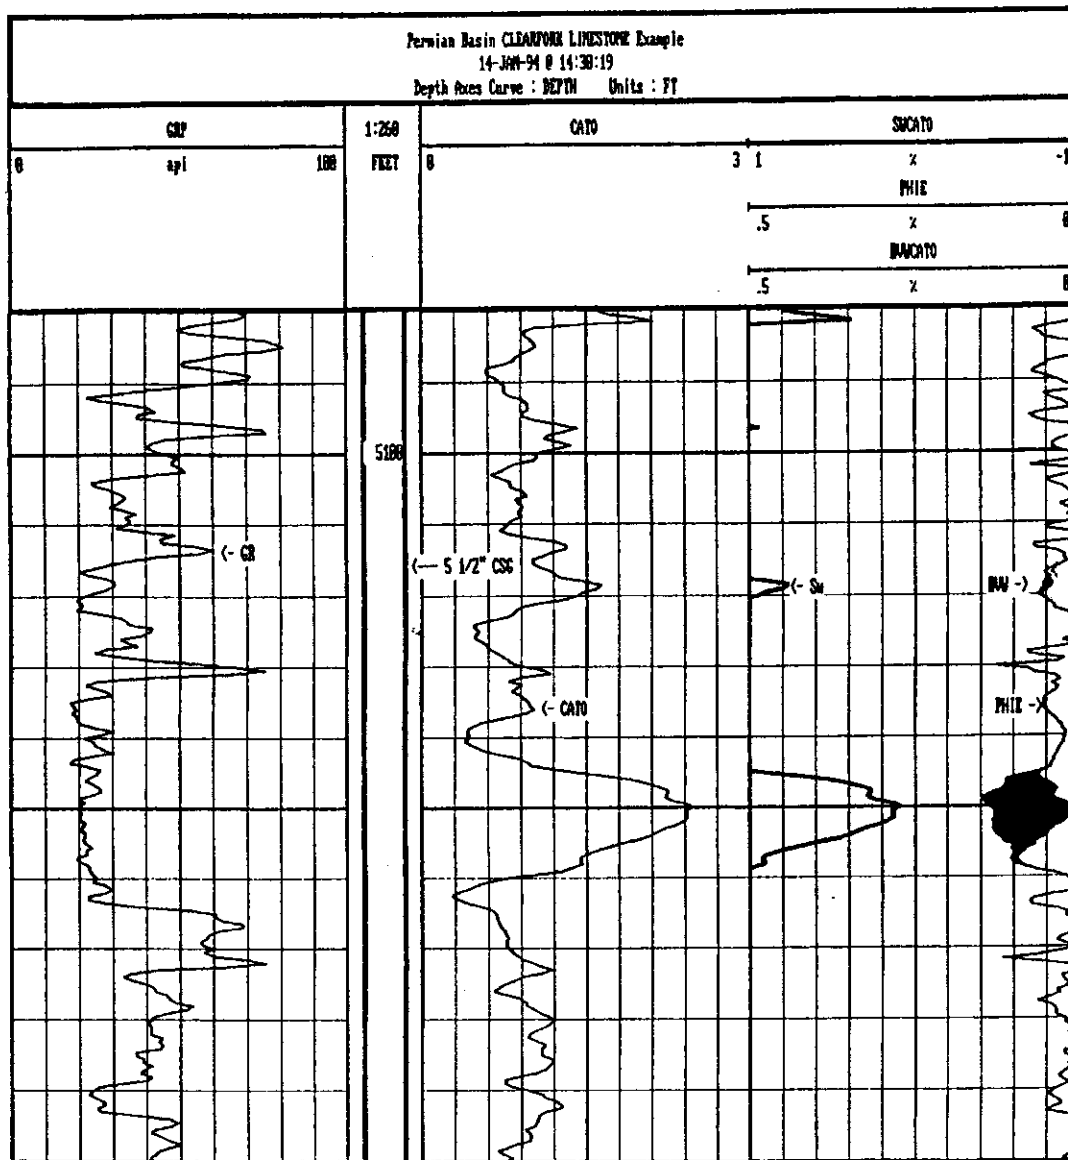 Permian Basin CLEARFORK LIMESTONE Example
14-JAN-94 @ 14:30:19
Depth Axes Curve : DEPTH Units : FT
GRP
0 api 100
1:260
FEET
CATO
0 3
SWCATO
1 % -1
PHIE
.5 % 0
BVWCATO
.5 % 0
5100
<- GR
<--- 5 1/2" CSG
<- Sw
BVW ->
<- CATO
PHIE ->